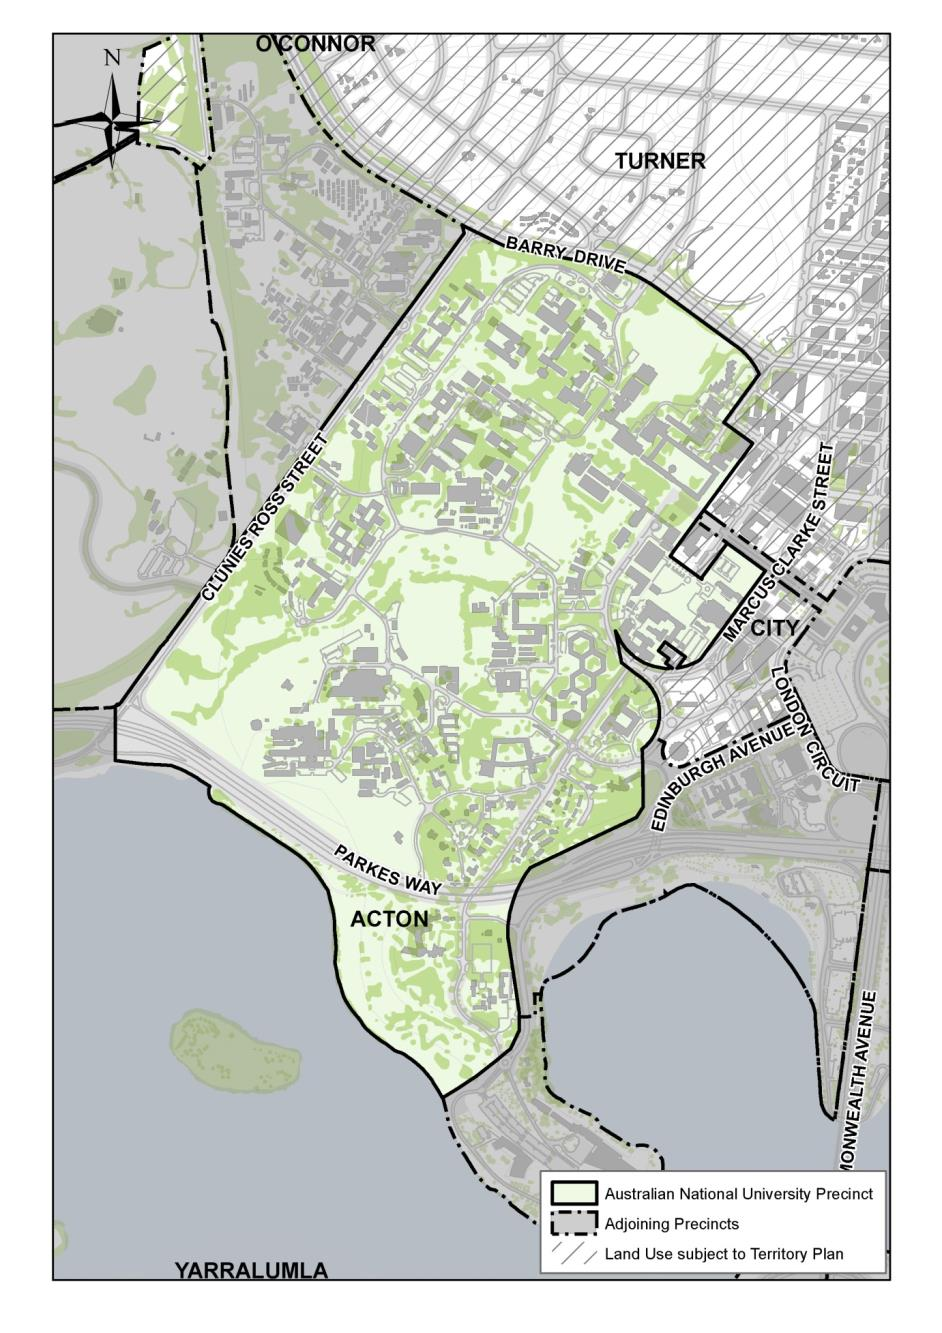 O'CONNOR
N
TURNER
BARRY DRIVE
CLUNIES ROSS STREET
MARCUS CLARKE STREET
CITY
LONDON CIRCUIT
EDINBURGH AVENUE
PARKES WAY
ACTON
MONWEALTH AVENUE
Australian National University Precinct
Adjoining Precincts
Land Use subject to Territory Plan
YARRALUMLA